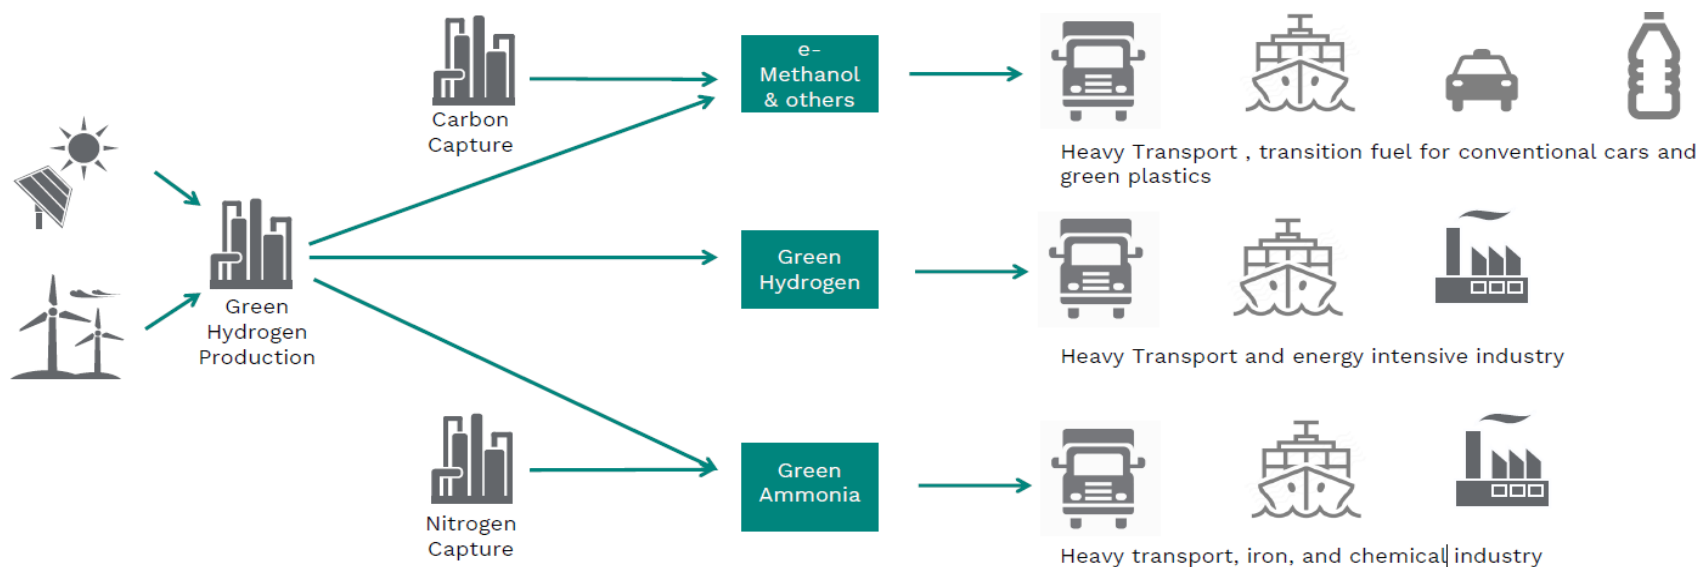 Carbon
Capture
e-
Methanol
& others
Heavy Transport , transition fuel for conventional cars and
green plastics
Green
Hydrogen
Production
Green
Hydrogen
Heavy Transport and energy intensive industry
Nitrogen
Capture
Green
Ammonia
Heavy transport, iron, and chemical industry